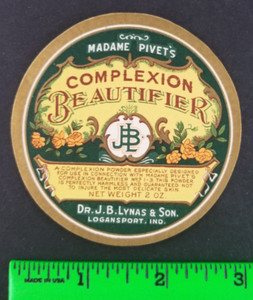 MADAME PIVET'S
COMPLEXION
BEAUTIFIER
JBL
A COMPLEXION POWDER ESPECIALLY DESIGNED
FOR USE IN CONNECTION WITH MADAME PIVET'S
COMPLEXION BEAUTIFIER THIS POWDER
IS PERFECTLY HARMLESS AND GUARANTEED NOT
TO INJURE THE MOST DELICATE SKIN
NET WEIGHT 2 OZ.
DR. J. B. LYNAS & SON.
LOGANSPORT, IND.
1 2 3